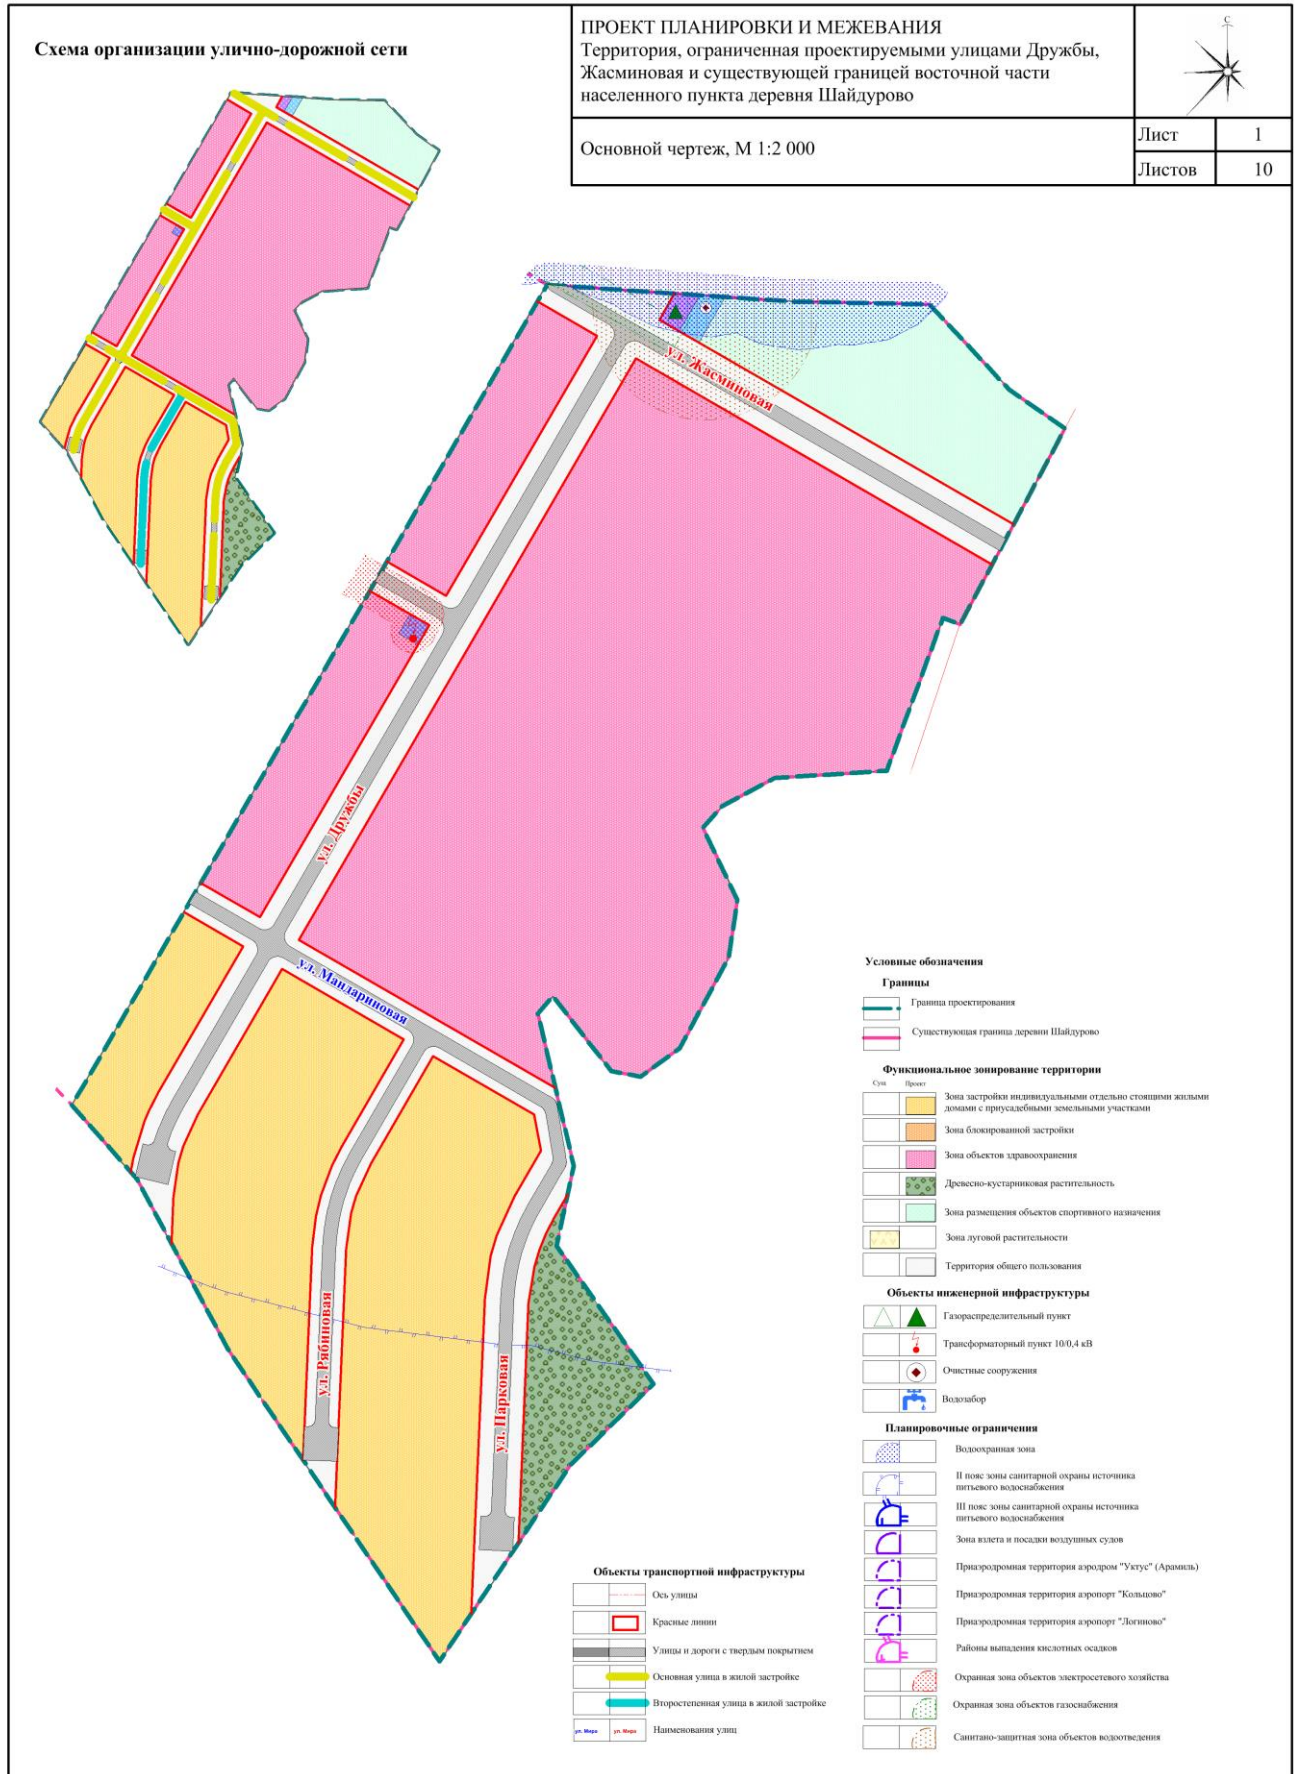 Схема организации улично-дорожной сети
ПРОЕКТ ПЛАНИРОВКИ И МЕЖЕВАНИЯ
Территория, ограниченная проектируемыми улицами Дружбы,
Жасминовая и существующей границей восточной части
населенного пункта деревня Шайдурово
Основной чертеж, М 1:2 000
С
Лист 1
Листов 10
ул. Жасминовая
ул. Дружбы
ул. Мандариновая
ул. Рябиновая
ул. Парковая
Условные обозначения
Границы
Граница проектирования
Существующая граница деревни Шайдурово
Функциональное зонирование территории
Сущ Проект
Зона застройки индивидуальными отдельно стоящими жилыми
домами с приусадебными земельными участками
Зона блокированной застройки
Зона объектов здравоохранения
Древесно-кустарниковая растительность
Зона размещения объектов спортивного назначения
Зона луговой растительности
Территория общего пользования
Объекты инженерной инфраструктуры
Газораспределительный пункт
Трансформаторный пункт 10/0,4 кВ
Очистные сооружения
Водозабор
Планировочные ограничения
Водоохранная зона
II пояс зоны санитарной охраны источника
питьевого водоснабжения
III пояс зоны санитарной охраны источника
питьевого водоснабжения
Зона взлета и посадки воздушных судов
Приаэродромная территория аэродром "Уктус" (Арамиль)
Приаэродромная территория аэропорт "Кольцово"
Приаэродромная территория аэропорт "Логиново"
Районы выпадения кислотных осадков
Охранная зона объектов электросетевого хозяйства
Охранная зона объектов газоснабжения
Санитано-защитная зона объектов водоотведения
Объекты транспортной инфраструктуры
Ось улицы
Красные линии
Улицы и дороги с твердым покрытием
Основная улица в жилой застройке
Второстепенная улица в жилой застройке
ул. Мира ул. Мира Наименования улиц